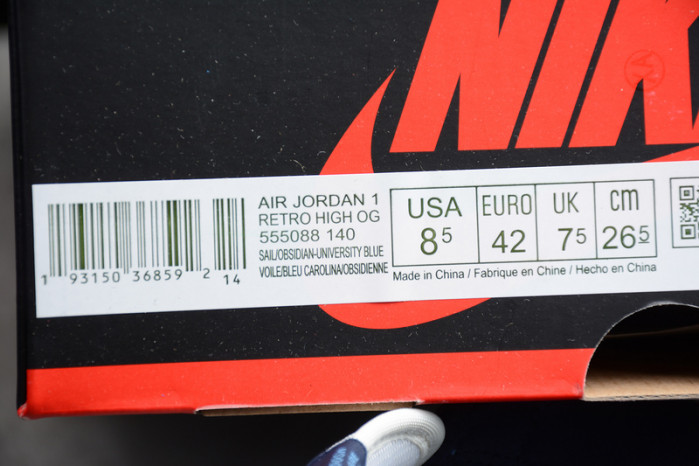 NIK
AIR JORDAN 1
RETRO HIGH OG
555088 140
SAIL/OBSIDIAN-UNIVERSITY BLUE
VOILE/BLEU CAROLINA/OBSIDIENNE
1 93150 36859 2 14
USA EURO UK cm
8⁵ 42 7⁵ 26⁵
Made in China / Fabrique en Chine / Hecho en China